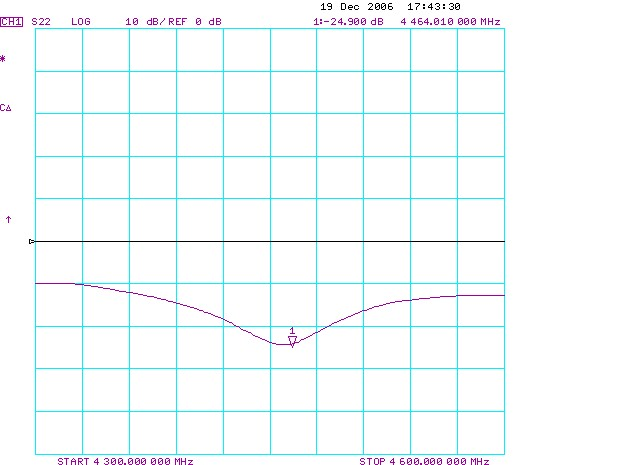 19 Dec 2006 17:43:30
CH1 S22 LOG 10 dB/REF 0 dB 1:-24.900 dB 4 464.010 000 MHz
*
C△
↑
1
START 4 300.000 000 MHz STOP 4 600.000 000 MHz